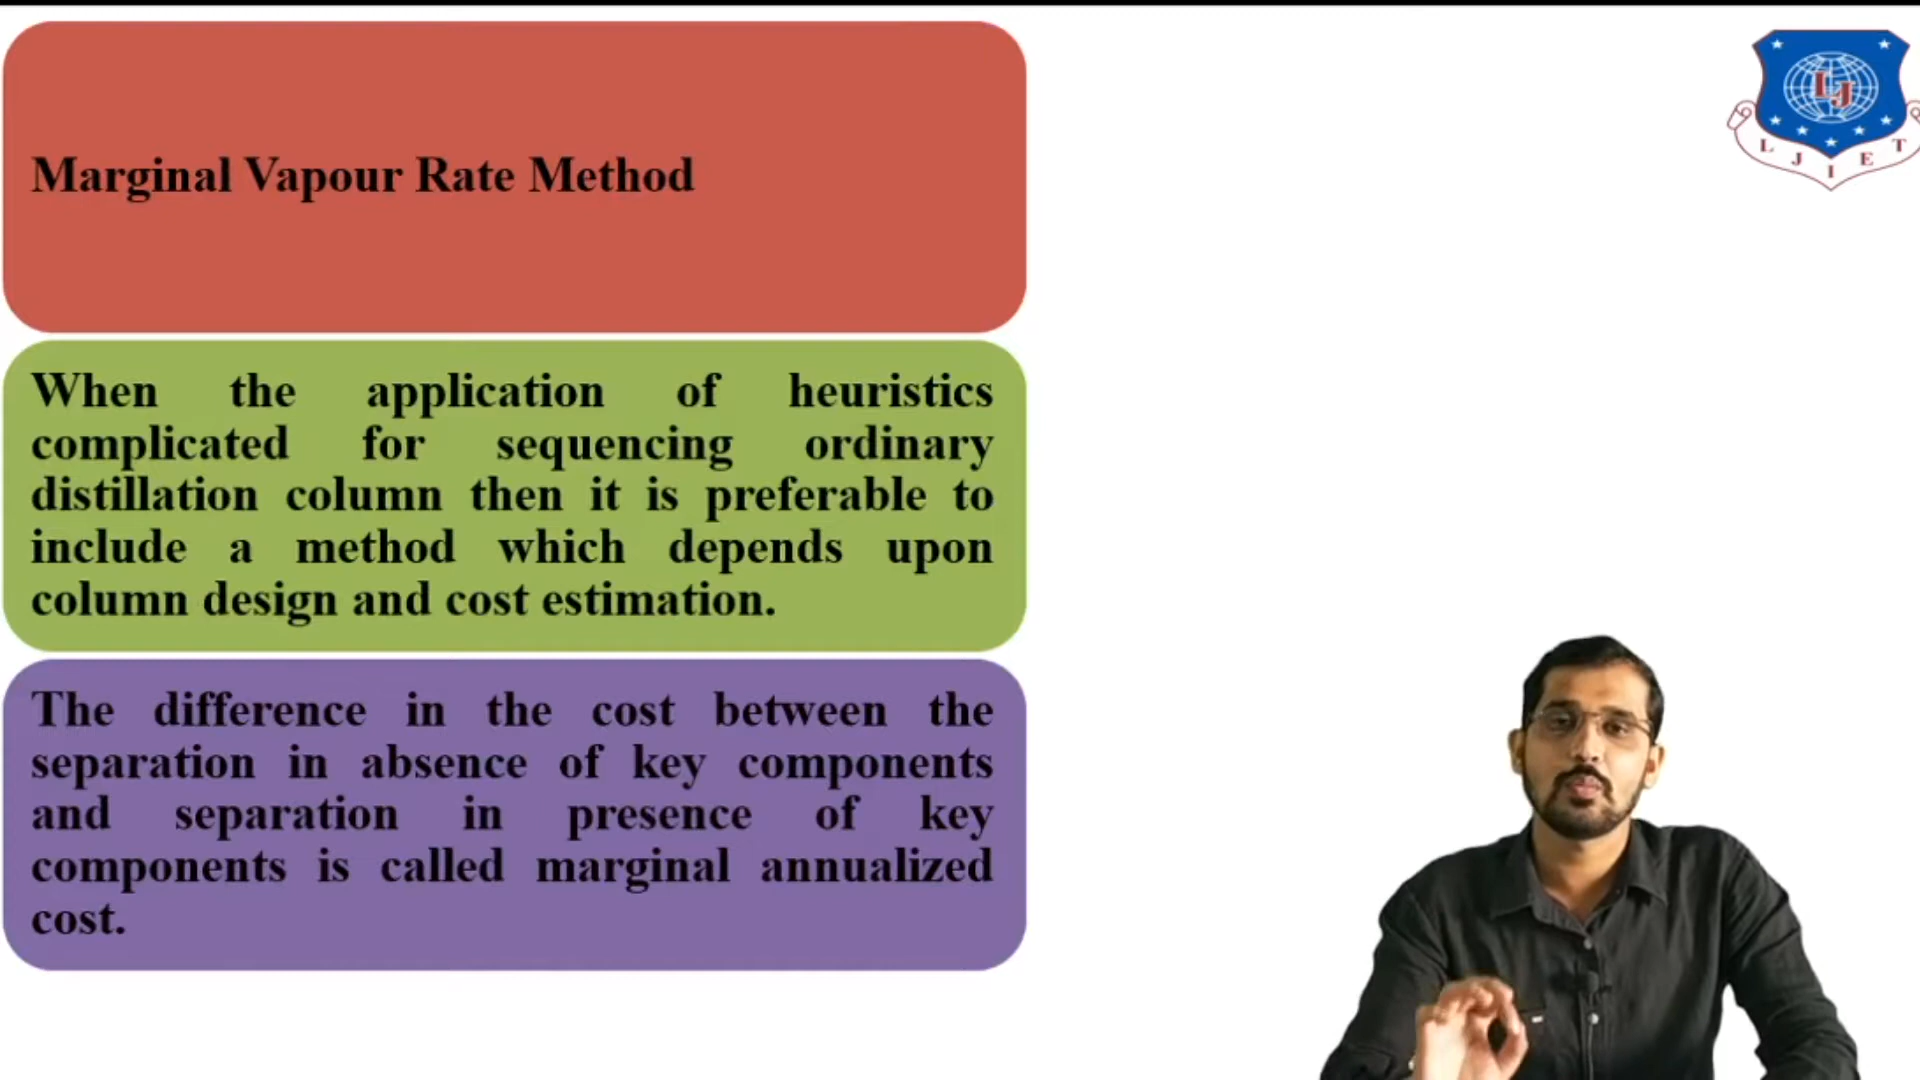 Marginal Vapour Rate Method
When the application of heuristics
complicated for sequencing ordinary
distillation column then it is preferable to
include a method which depends upon
column design and cost estimation.
The difference in the cost between the
separation in absence of key components
and separation in presence of key
components is called marginal annualized
cost.
LJ
L J I E T